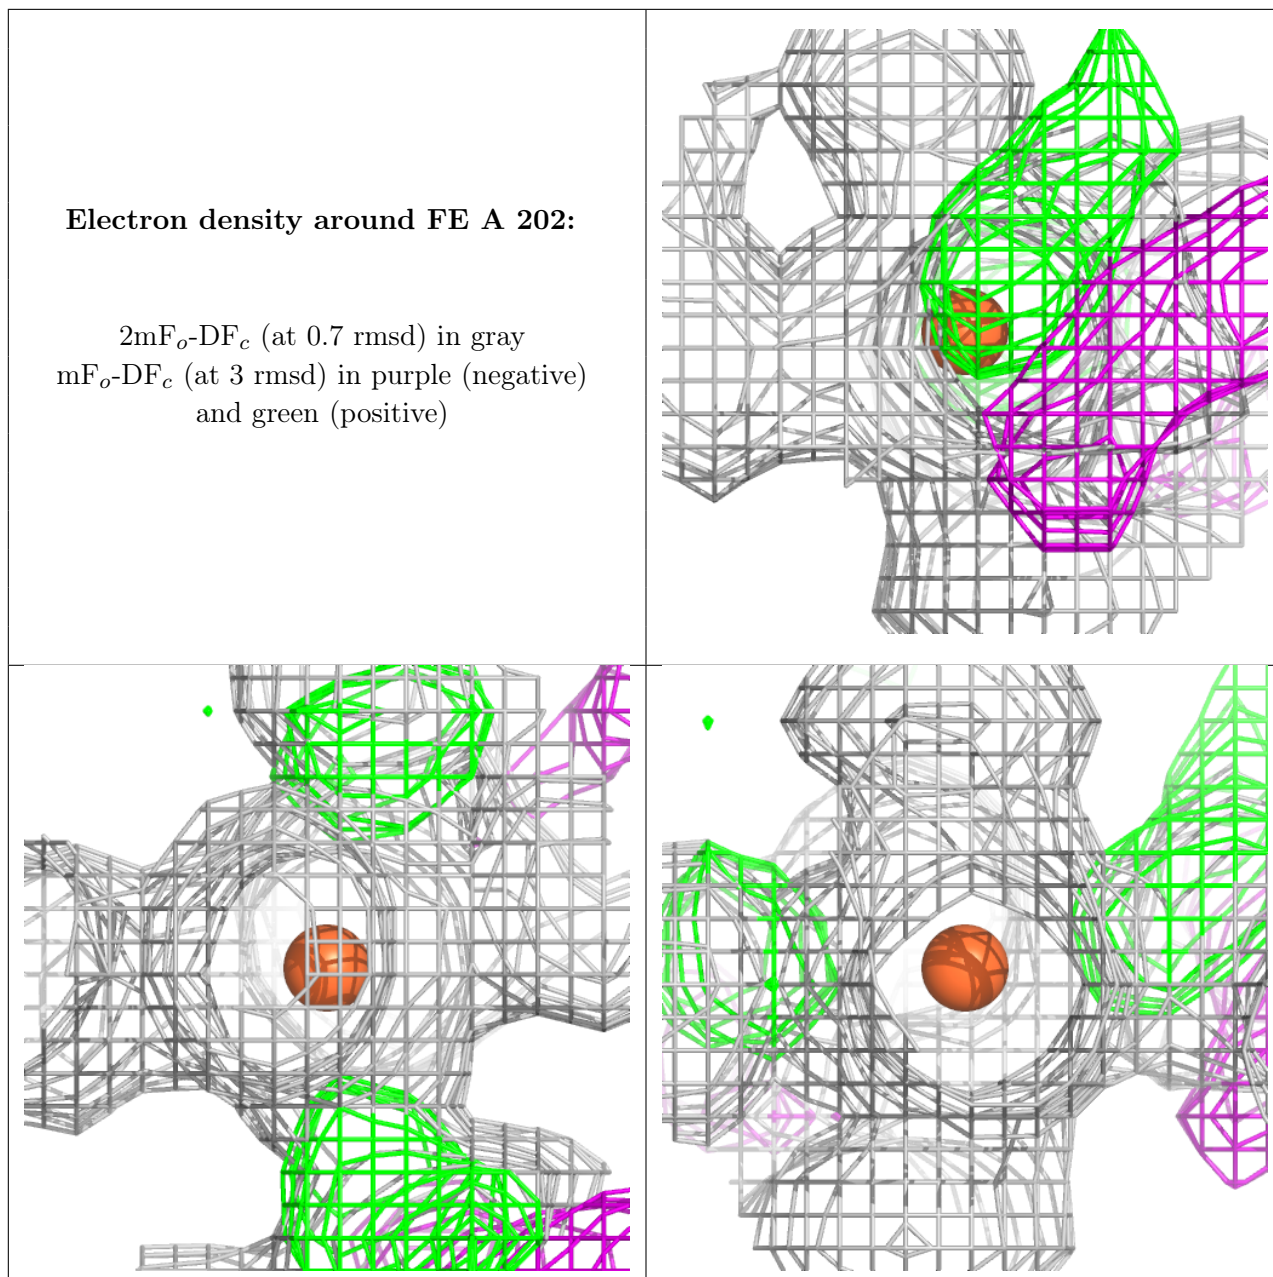 Electron density around FE A 202:
2mFₒ-DF𝒸 (at 0.7 rmsd) in gray
mFₒ-DF𝒸 (at 3 rmsd) in purple (negative)
and green (positive)